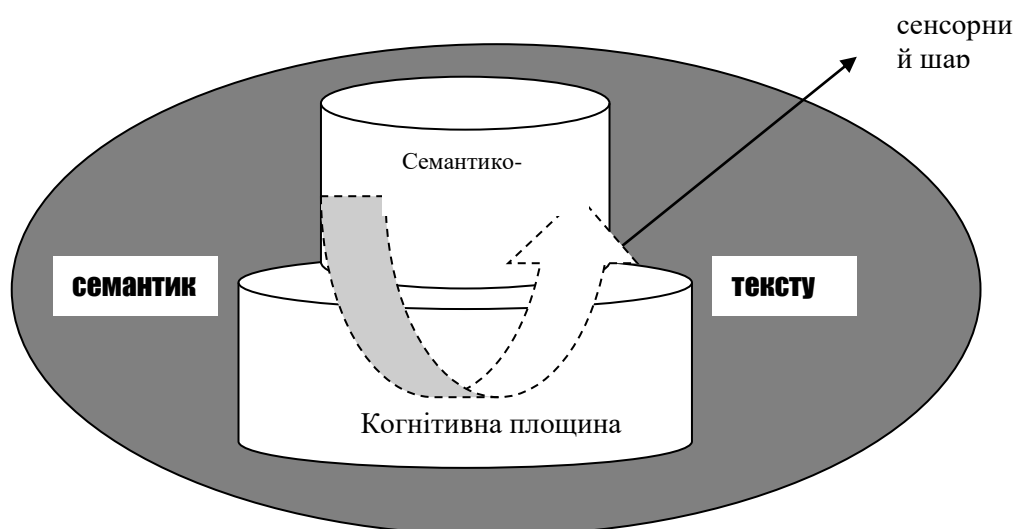 сенсорни
й шар
Семантико-
семантик
тексту
Когнітивна площина